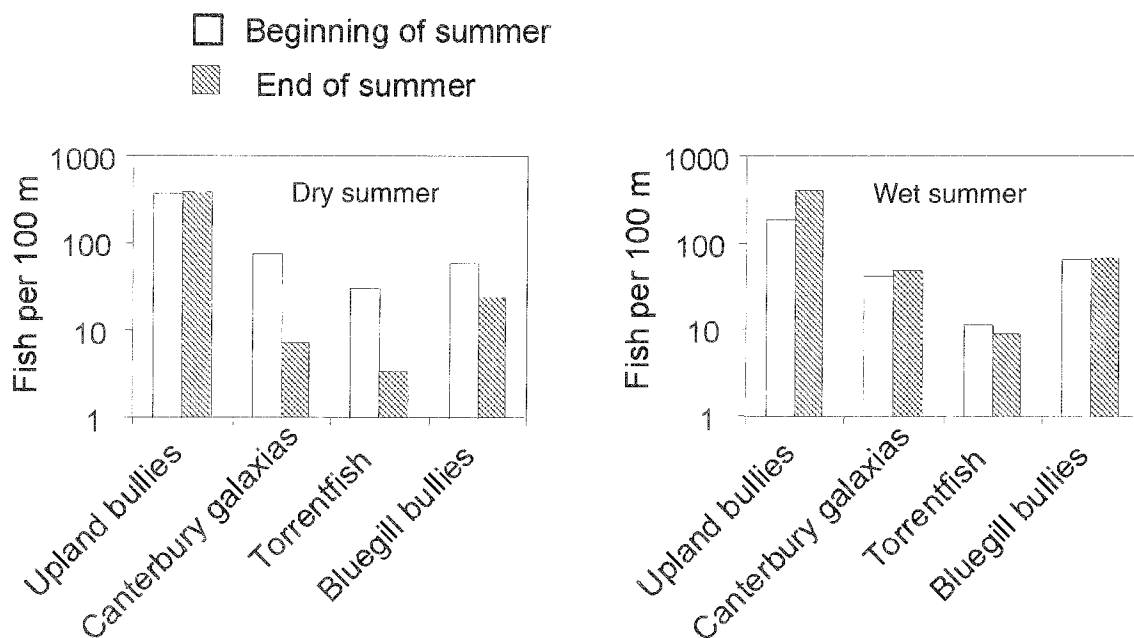 Beginning of summer
End of summer
Fish per 100 m
1000
100
10
1
Dry summer
Upland bullies
Canterbury galaxias
Torrentfish
Bluegill bullies
Fish per 100 m
1000
100
10
1
Wet summer
Upland bullies
Canterbury galaxias
Torrentfish
Bluegill bullies